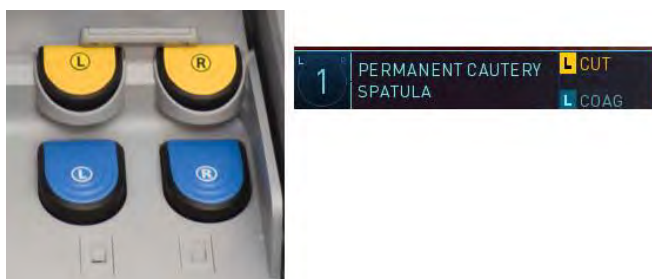 L
R
L
R
L R
1
PERMANENT CAUTERY
SPATULA
L CUT
L COAG